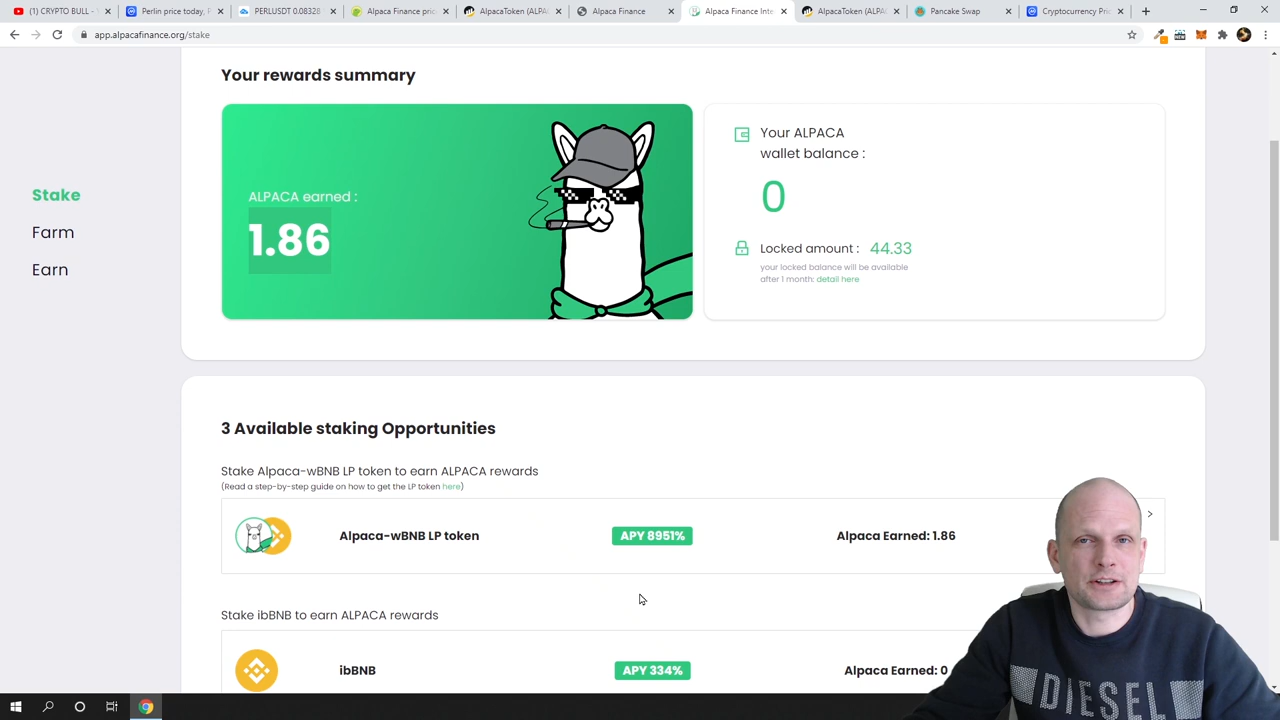 (1) CRYPTO BULL -
Perlin price today, P
PERLUSDT 0.08328
Alpaca Finance pric
AlpacaToken (ALPAC
Alpaca Finance
Alpaca Finance Inte
AlpacaToken (ALPAC
Pancake Swap
Cryptocurrency Pric
app.alpacafinance.org/stake
Your rewards summary
Stake
Farm
Earn
ALPACA earned :
1.86
Your ALPACA
wallet balance :
0
Locked amount : 44.33
your locked balance will be available
after 1 month: detail here
3 Available staking Opportunities
Stake Alpaca-wBNB LP token to earn ALPACA rewards
(Read a step-by-step guide on how to get the LP token here)
Alpaca-wBNB LP token
APY 8951%
Alpaca Earned: 1.86
Stake ibBNB to earn ALPACA rewards
ibBNB
APY 334%
Alpaca Earned: 0
DIESEL